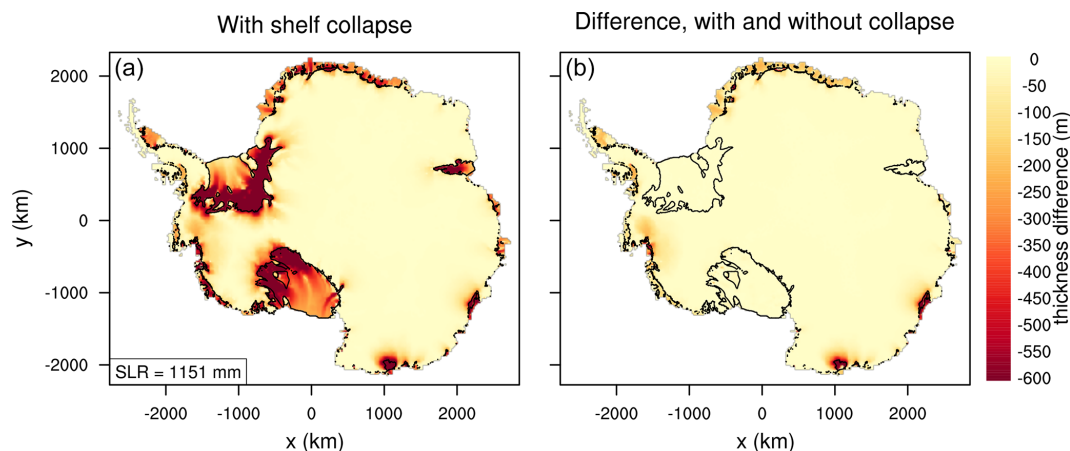 With shelf collapse
Difference, with and without collapse
(a)
(b)
2000
1000
0
-1000
-2000
y (km)
SLR = 1151 mm
-2000 -1000 0 1000 2000
x (km)
-2000 -1000 0 1000 2000
x (km)
0
-50
-100
-150
-200
-250
-300
-350
-400
-450
-500
-550
-600
thickness difference (m)